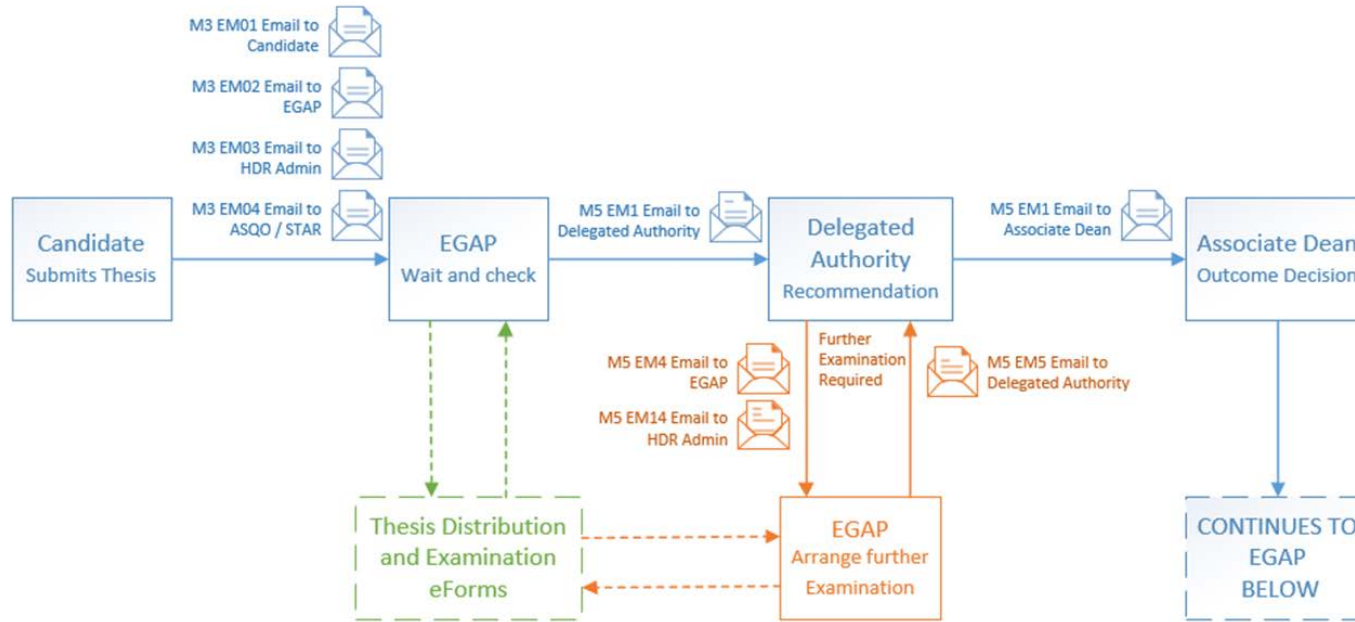 M3 EM01 Email to
Candidate
M3 EM02 Email to
EGAP
M3 EM03 Email to
HDR Admin
M3 EM04 Email to
ASQO / STAR
Candidate
Submits Thesis
EGAP
Wait and check
M5 EM1 Email to
Delegated Authority
Delegated
Authority
Recommendation
M5 EM1 Email to
Associate Dean
Associate Dean
Outcome Decision
M5 EM4 Email to
EGAP
M5 EM14 Email to
HDR Admin
Further
Examination
Required
M5 EM5 Email to
Delegated Authority
Thesis Distribution
and Examination
eForms
EGAP
Arrange further
Examination
CONTINUES TO
EGAP
BELOW